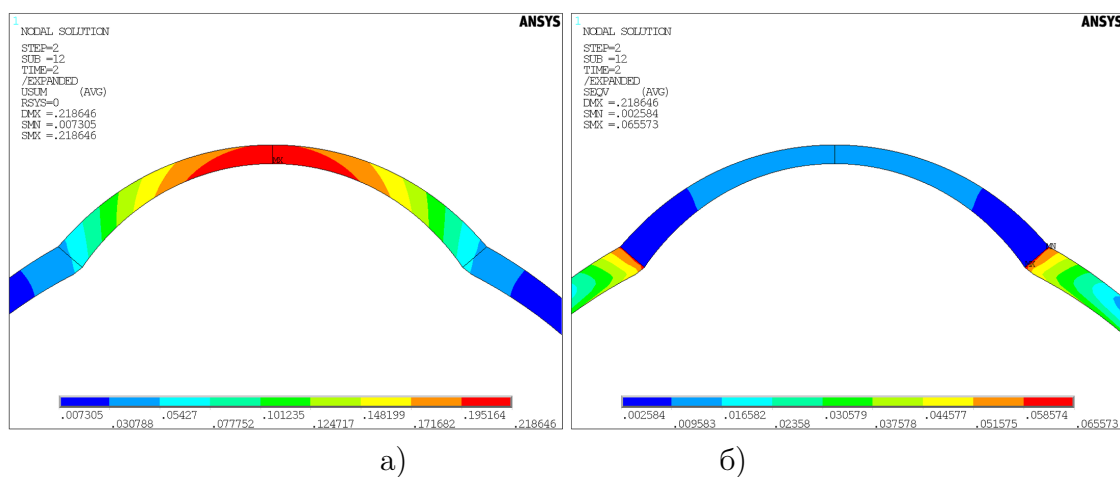 1
ANSYS
NODAL SOLUTION
STEP=2
SUB =12
TIME=2
/EXPANDED
USUM (AVG)
RSYS=0
DMX =.218646
SMN =.007305
SMX =.218646
MX
.007305 .05427 .101235 .148199 .195164
.030788 .077752 .124717 .171682 .218646
а)
1
ANSYS
NODAL SOLUTION
STEP=2
SUB =12
TIME=2
/EXPANDED
SEQV (AVG)
DMX =.218646
SMN =.002584
SMX =.065573
MN
.002584 .016582 .030579 .044577 .058574
.009583 .02358 .037578 .051575 .065573
б)